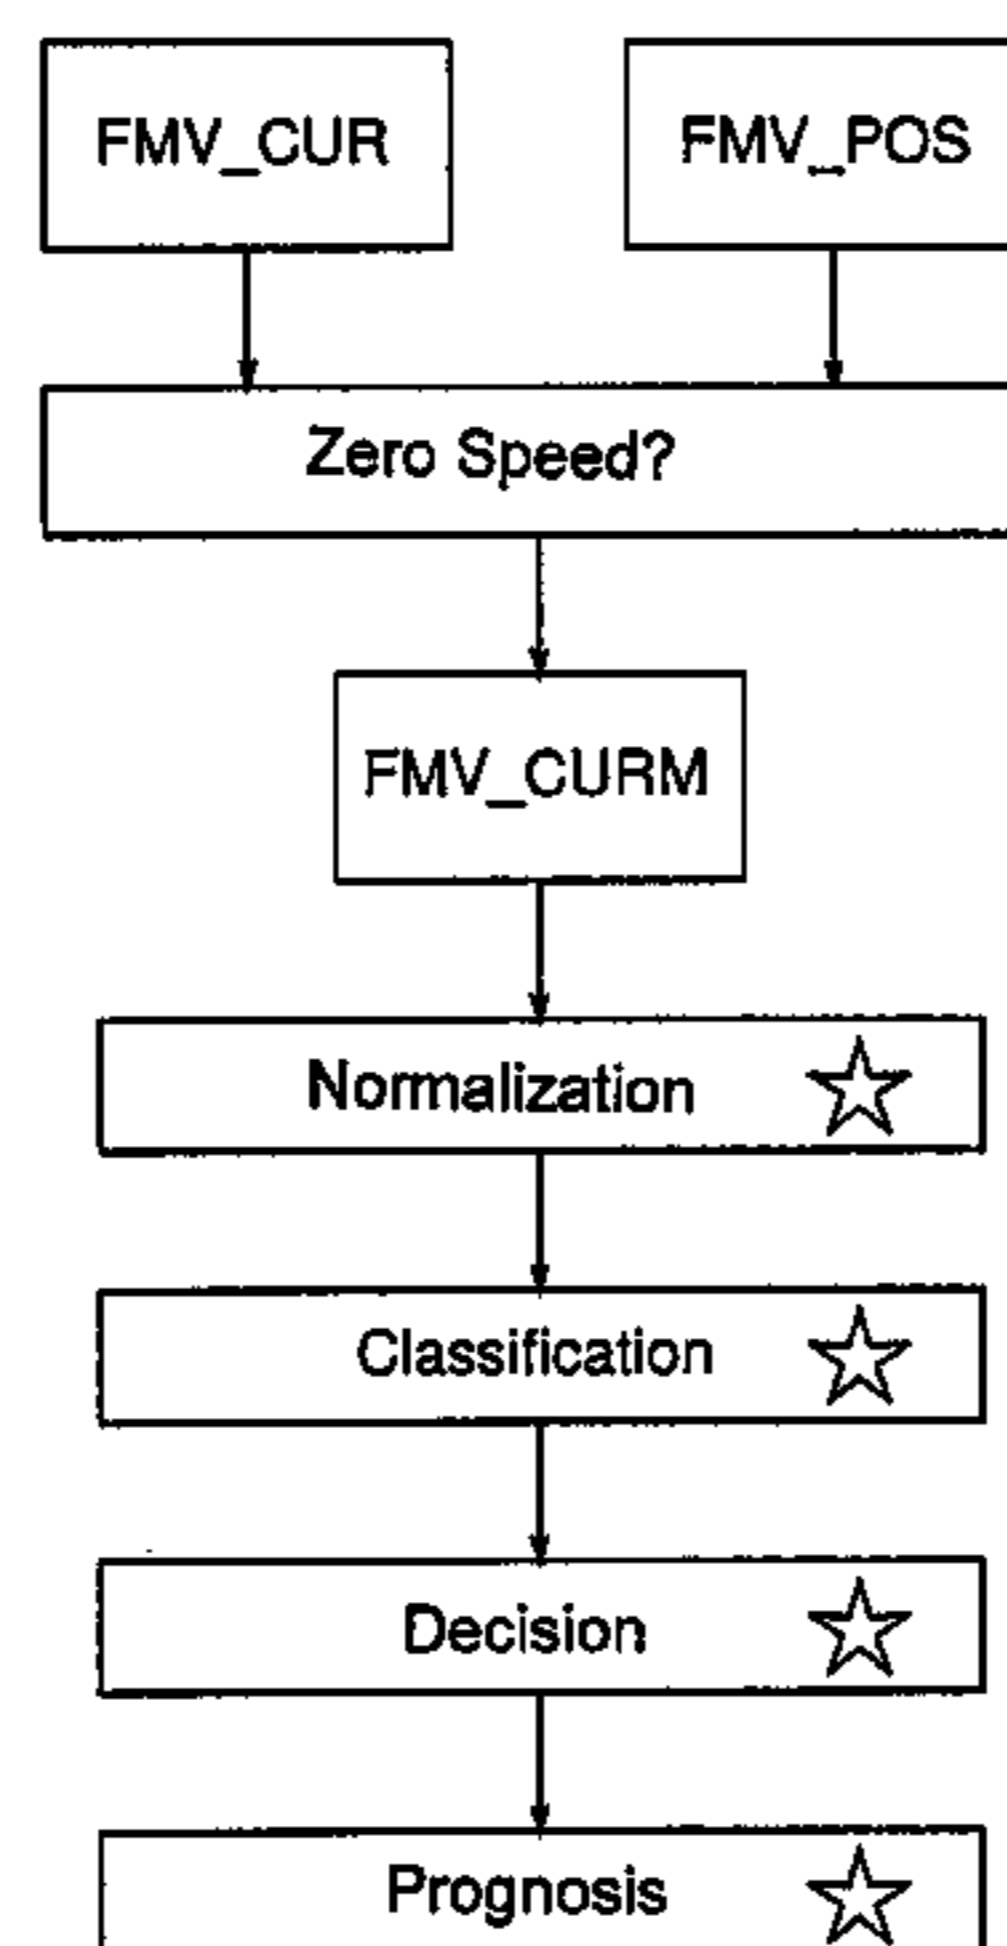 FMV_CUR
FMV_POS
Zero Speed?
FMV_CURM
Normalization
Classification
Decision
Prognosis